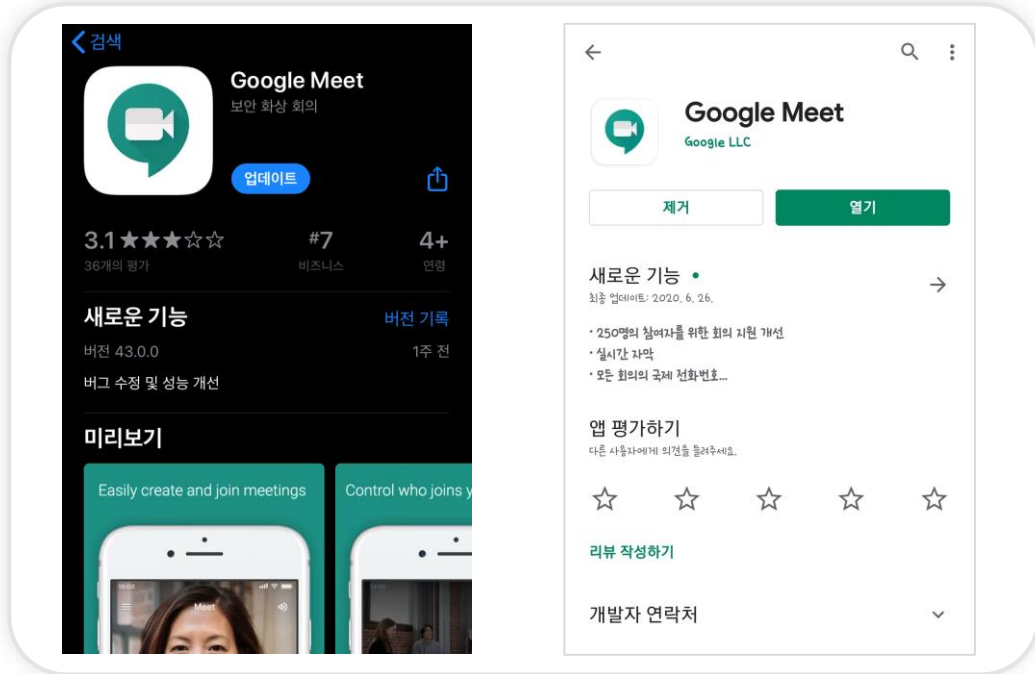 검색
Google Meet
보안 화상 회의
업데이트
3.1 ★★★☆☆ #7 4+
36개의 평가 비즈니스 연령
새로운 기능 버전 기록
버전 43.0.0 1주 전
버그 수정 및 성능 개선
미리보기
Easily create and join meetings Control who joins y
10:00
Meet
Google Meet
Google LLC
제거 열기
새로운 기능 •
최종 업데이트: 2020. 6. 26.
• 250명의 참여자를 위한 회의 지원 개선
• 실시간 자막
• 모든 회의의 국제 전화번호...
앱 평가하기
다른 사용자에게 의견을 들려주세요.
리뷰 작성하기
개발자 연락처